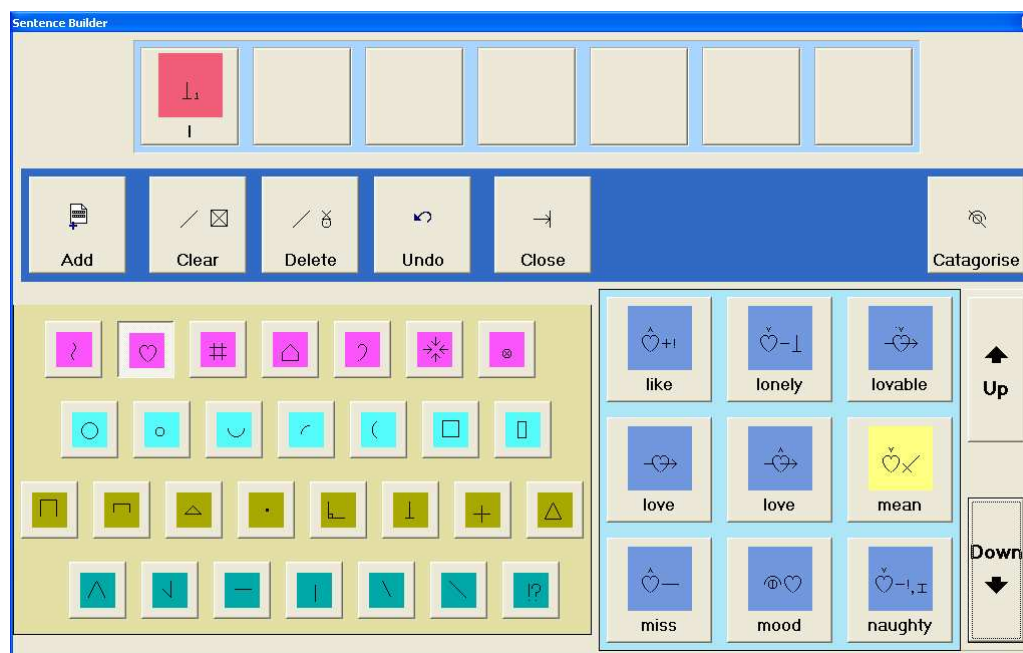 Sentence Builder
I
Add Clear Delete Undo Close Catagorise
like lonely lovable
Up
love love mean
Down
miss mood naughty
!?